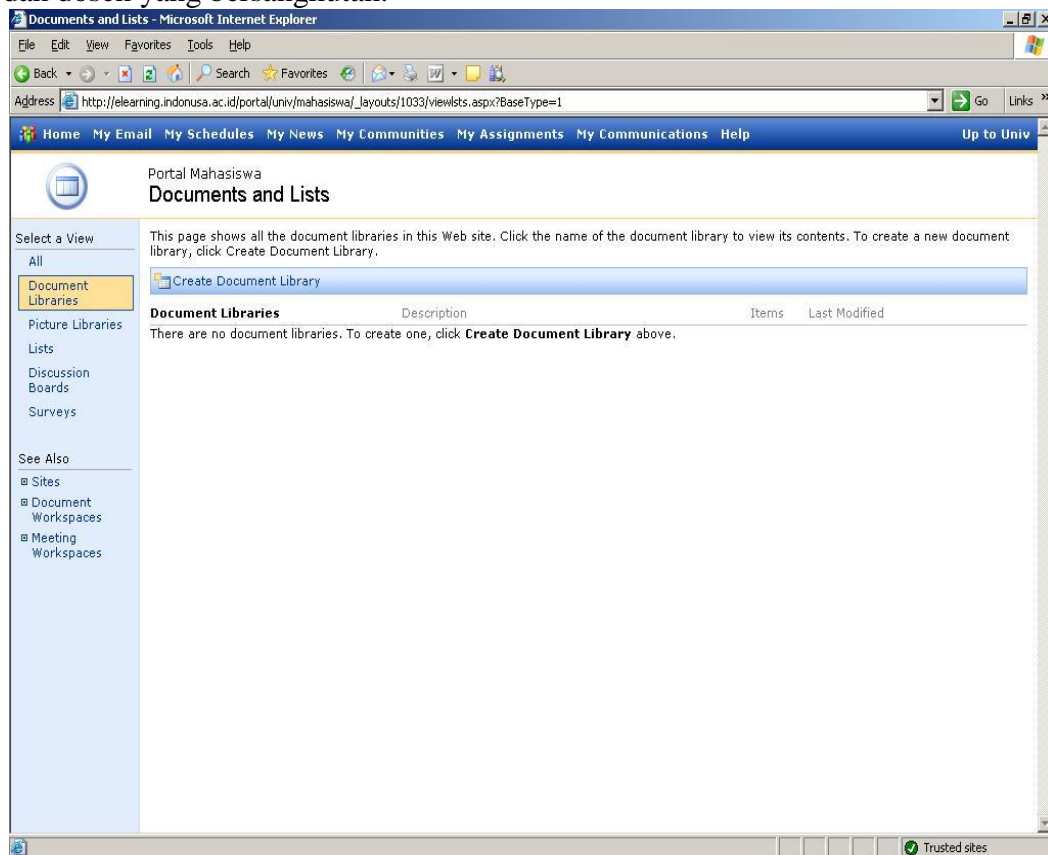 dan dosen yang bersangkutan.
Documents and Lists - Microsoft Internet Explorer
File Edit View Favorites Tools Help
Back Search Favorites
Address http://elearning.indonusa.ac.id/portal/univ/mahasiswa/_layouts/1033/viewlsts.aspx?BaseType=1 Go Links »
Home My Email My Schedules My News My Communities My Assignments My Communications Help Up to Univ
Portal Mahasiswa
Documents and Lists
Select a View
All
Document
Libraries
Picture Libraries
Lists
Discussion
Boards
Surveys
See Also
Sites
Document
Workspaces
Meeting
Workspaces
This page shows all the document libraries in this Web site. Click the name of the document library to view its contents. To create a new document
library, click Create Document Library.
Create Document Library
Document Libraries Description Items Last Modified
There are no document libraries. To create one, click Create Document Library above.
Trusted sites